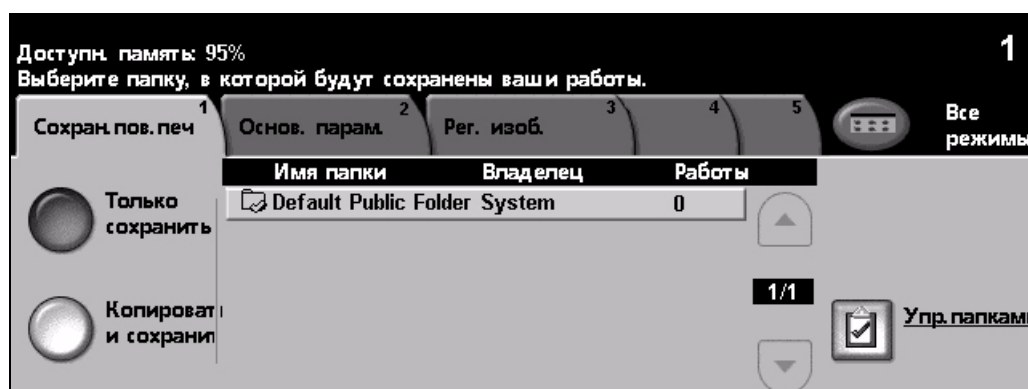 Доступн. память: 95%
1
Выберите папку, в которой будут сохранены ваши работы.
Сохран. пов. печ 1
Основ. парам. 2
Рег. изоб. 3
4
5
Все
режимы
Имя папки Владелец Работы
Default Public Folder System 0
Только
сохранить
1/1
Копироват
и сохранит
Упр. папками